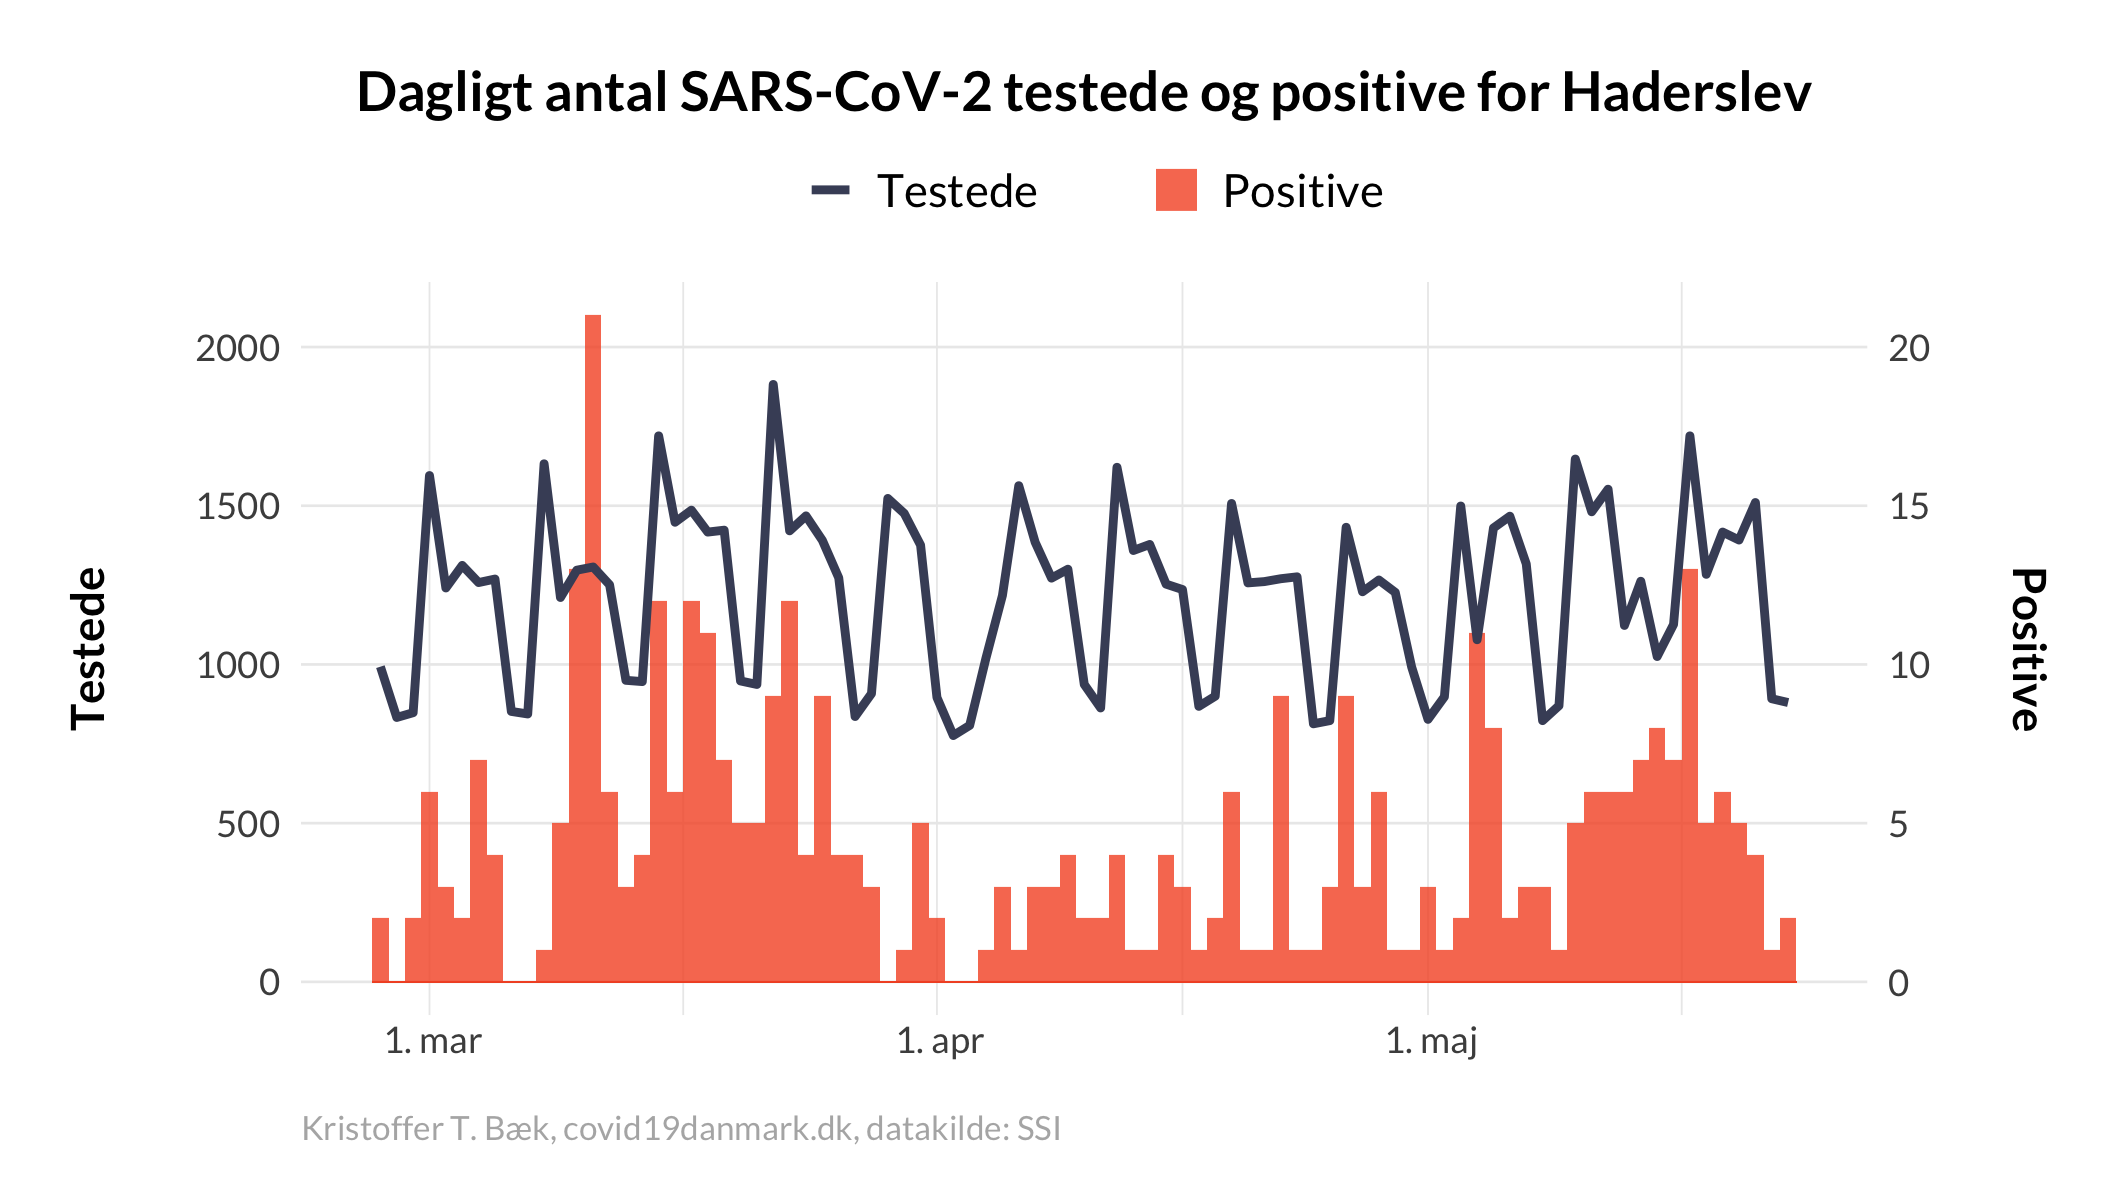 Dagligt antal SARS-CoV-2 testede og positive for Haderslev
Testede
Positive
2000
1500
1000
500
0
20
15
10
5
0
Testede
Positive
1. mar
1. apr
1. maj
Kristoffer T. Bæk, covid19danmark.dk, datakilde: SSI